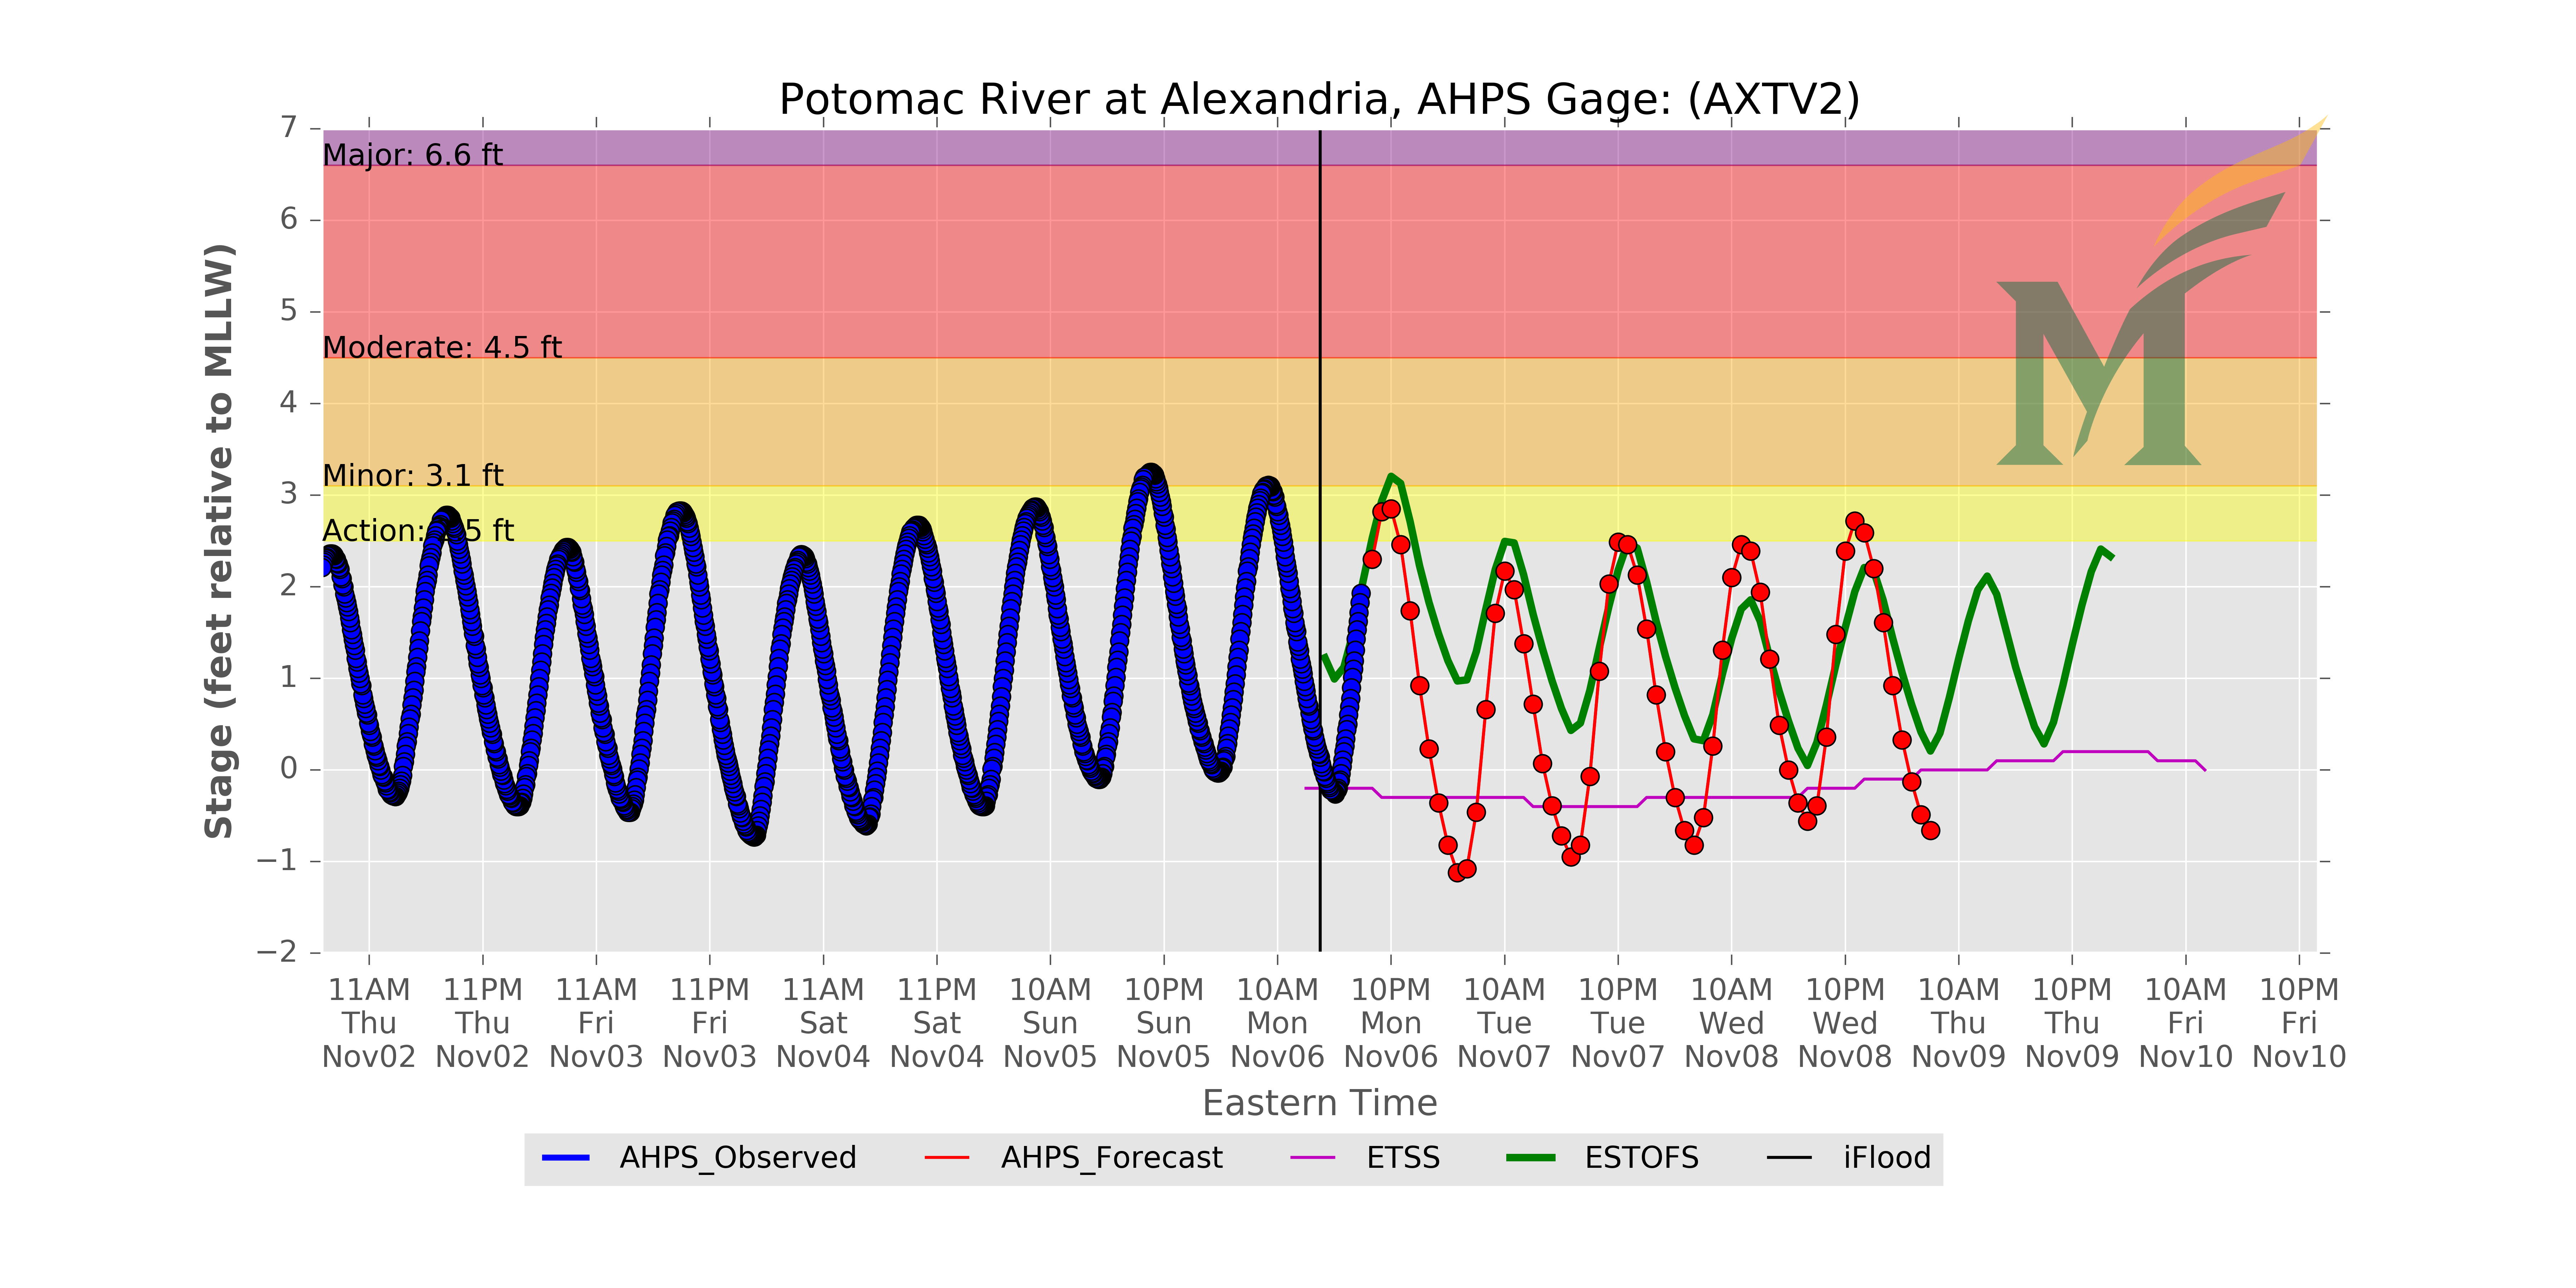 Potomac River at Alexandria, AHPS Gage: (AXTV2)
7
6
5
4
3
2
1
0
−1
−2
Stage (feet relative to MLLW)
Major: 6.6 ft
Moderate: 4.5 ft
Minor: 3.1 ft
Action: 2.5 ft
M
11AM 11PM 11AM 11PM 11AM 11PM 10AM 10PM 10AM 10PM 10AM 10PM 10AM 10PM 10AM 10PM 10AM 10PM
Thu Thu Fri Fri Sat Sat Sun Sun Mon Mon Tue Tue Wed Wed Thu Thu Fri Fri
Nov02 Nov02 Nov03 Nov03 Nov04 Nov04 Nov05 Nov05 Nov06 Nov06 Nov07 Nov07 Nov08 Nov08 Nov09 Nov09 Nov10 Nov10
Eastern Time
AHPS_Observed AHPS_Forecast ETSS ESTOFS iFlood